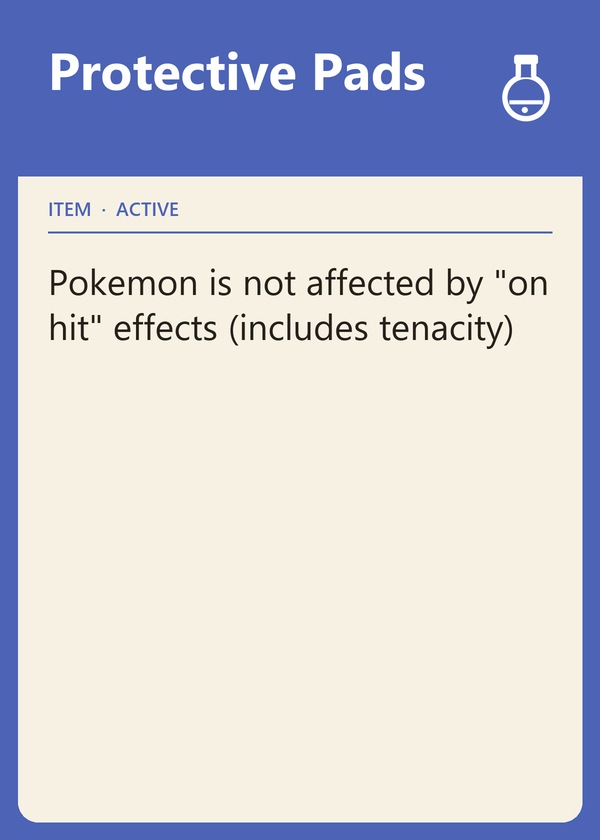 Protective Pads
ITEM · ACTIVE
Pokemon is not affected by "on
hit" effects (includes tenacity)